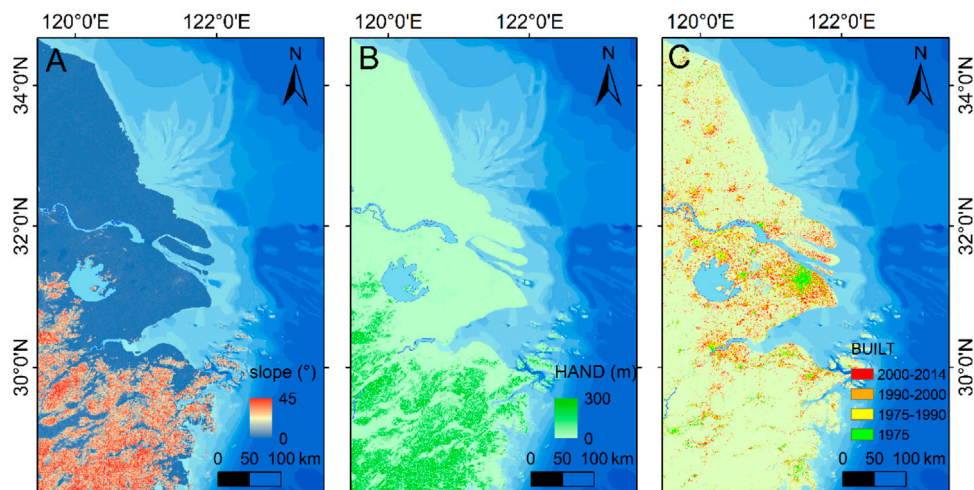 120°0'E 122°0'E
120°0'E 122°0'E
120°0'E 122°0'E
A
N
B
N
C
N
34°0'N
32°0'N
30°0'N
34°0'N
32°0'N
30°0'N
slope (°)
45
0
0 50 100 km
HAND (m)
300
0
0 50 100 km
BUILT
2000-2014
1990-2000
1975-1990
1975
0 50 100 km